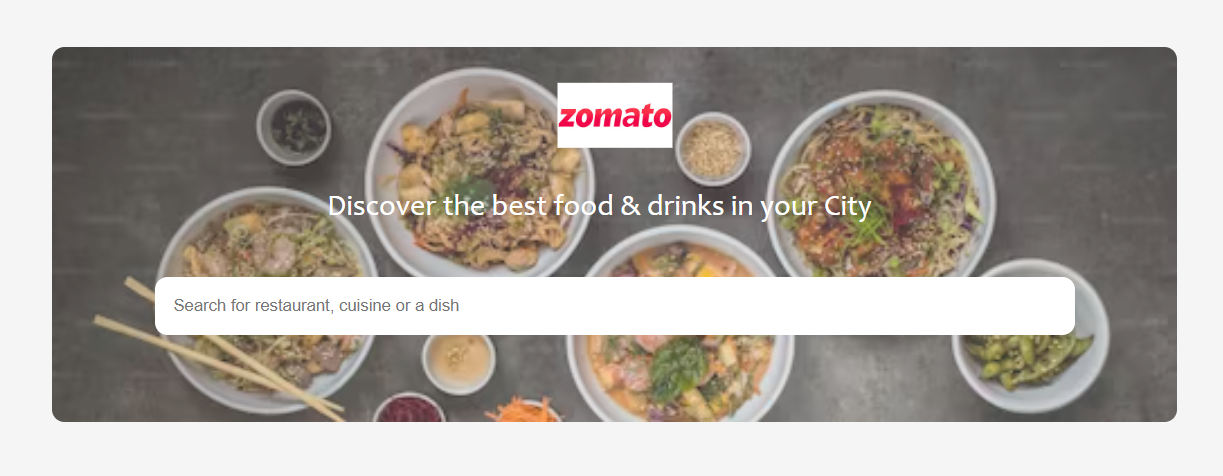 zomato
Discover the best food & drinks in your City
Search for restaurant, cuisine or a dish